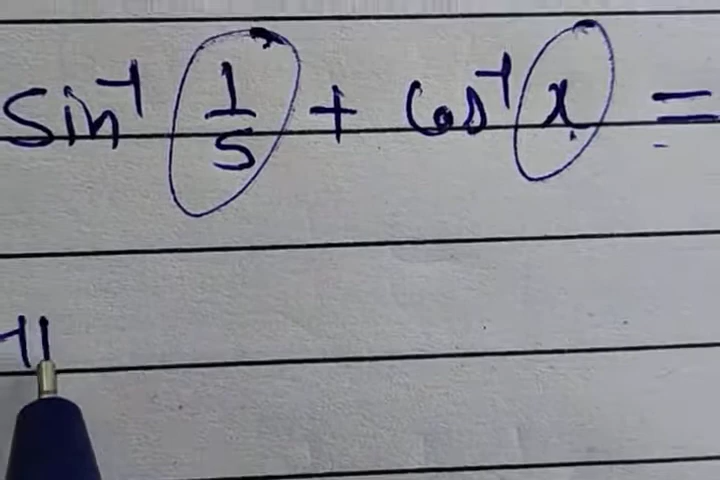 sin⁻¹(1/5) + cos⁻¹(x) =